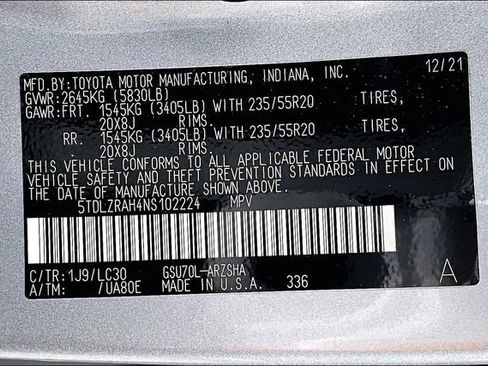 MFD. BY: TOYOTA MOTOR MANUFACTURING, INDIANA, INC. 12/21
GVWR: 2645KG (5830LB)
GAWR: FRT. 1545KG (3405LB) WITH 235/55R20 TIRES,
20X8J RIMS.
RR. 1545KG (3405LB) WITH 235/55R20 TIRES,
20X8J RIMS.
THIS VEHICLE CONFORMS TO ALL APPLICABLE FEDERAL MOTOR
VEHICLE SAFETY AND THEFT PREVENTION STANDARDS IN EFFECT ON
THE DATE OF MANUFACTURE SHOWN ABOVE.
5TDLZRAH4NS102224 MPV
C/TR: 1J9/LC30 GSU70L-ARZSHA
A/TM: /UA80E MADE IN U.S.A. 336 A